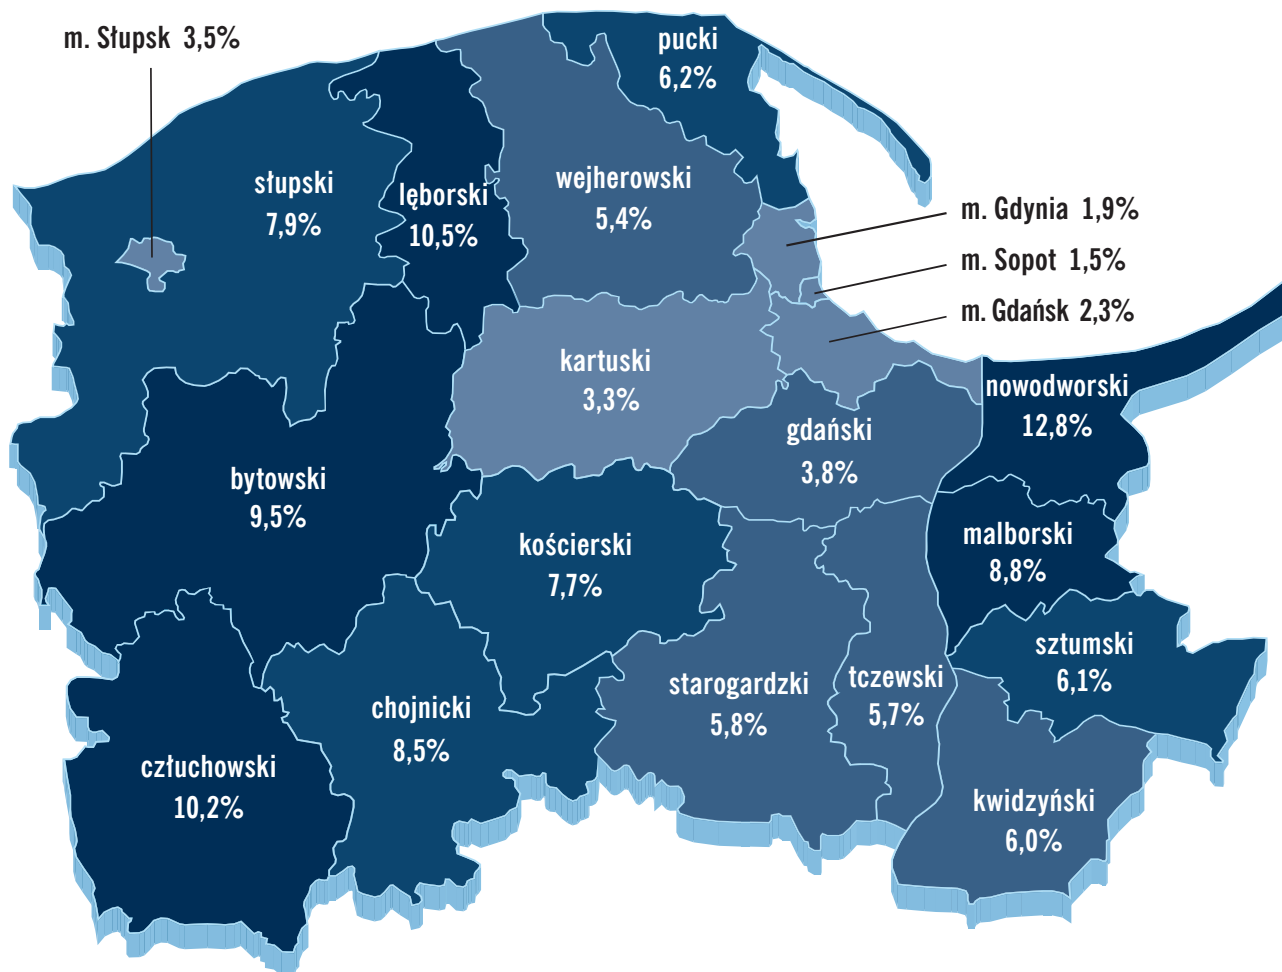 m. Słupsk 3,5%
pucki
6,2%
słupski
7,9%
lęborski
10,5%
wejherowski
5,4%
m. Gdynia 1,9%
m. Sopot 1,5%
m. Gdańsk 2,3%
kartuski
3,3%
nowodworski
12,8%
gdański
3,8%
bytowski
9,5%
kościerski
7,7%
malborski
8,8%
sztumski
6,1%
starogardzki
5,8%
tczewski
5,7%
chojnicki
8,5%
człuchowski
10,2%
kwidzyński
6,0%